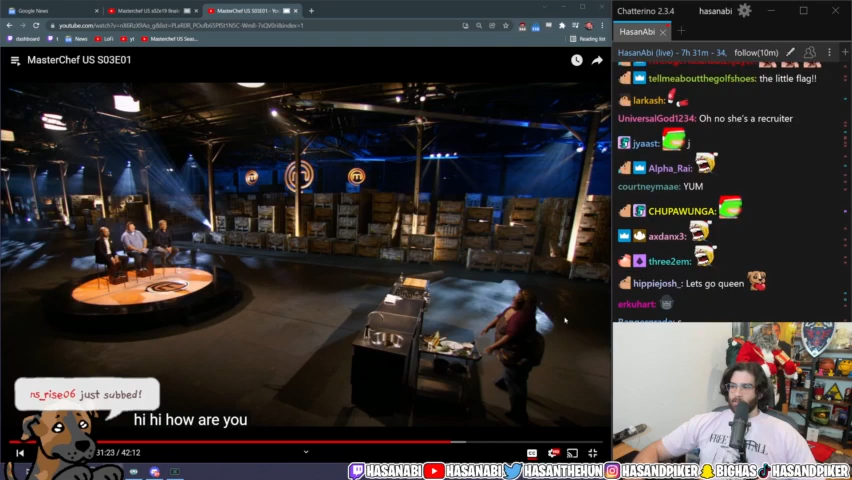 Google News
MasterChef US s02e19 final
MasterChef US S03E01 - Yo
youtube.com/watch?v=
dashboard
News
LoFi
yt
MasterChef US Seas...
Reading list
MasterChef US S03E01
ns_rise06 just subbed!
hi hi how are you
31:23 / 42:12
Chatterino 2.3.4
hasanabi
HasanAbi
HasanAbi (live) - 7h 31m - 34,
follow(10m)
tellmeaboutthegolfshoes: the little flag!!
larkash:
UniversalGod1234: Oh no she's a recruiter
jyaast: j
Alpha_Rai:
courtneymaae: YUM
CHUPAWUNGA:
axdanx3:
three2em:
hippiejosh_: Lets go queen
erkuhart:
HASANABI
HASANABI
HASANTHEHUN
HASANDPIKER
BIGHAS
HASANDPIKER